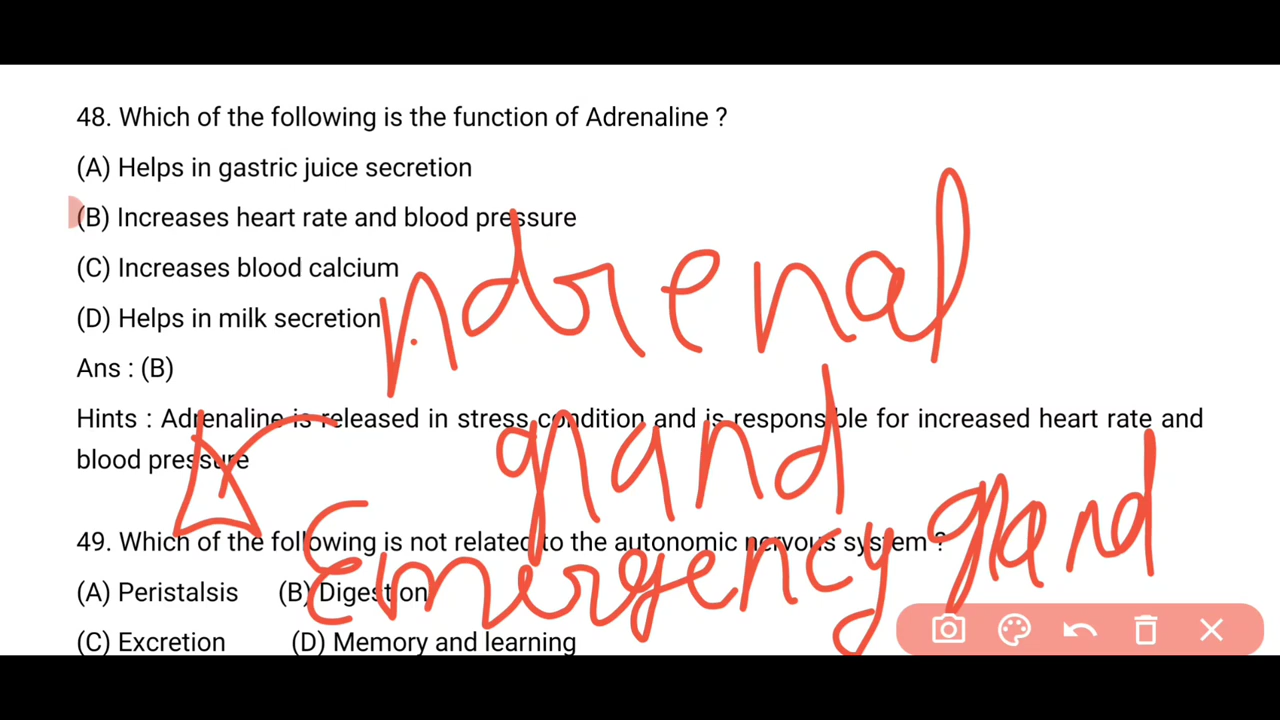 48. Which of the following is the function of Adrenaline ?
(A) Helps in gastric juice secretion
(B) Increases heart rate and blood pressure
(C) Increases blood calcium
(D) Helps in milk secretion
Adrenal
Ans : (B)
Hints : Adrenaline is released in stress condition and is responsible for increased heart rate and
blood pressure
gland
49. Which of the following is not related to the autonomic nervous system ?
Emergency gland
(A) Peristalsis (B) Digestion
(C) Excretion (D) Memory and learning